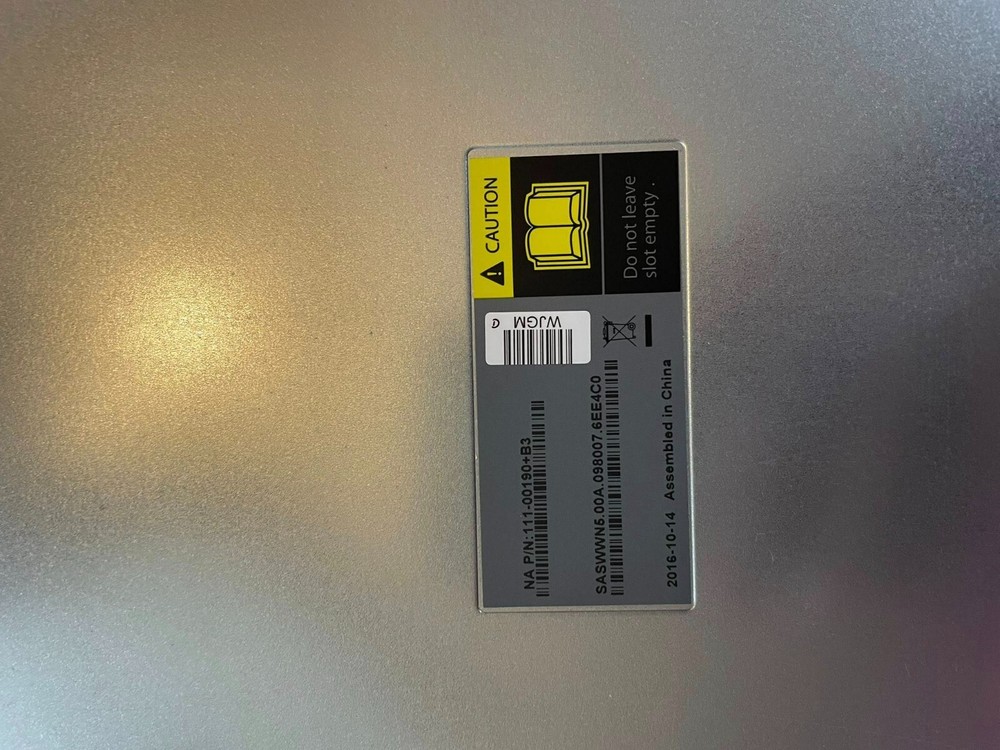 CAUTION
Do not leave
slot empty.
WJGM
D
NA P/N:111-00190+B3
SASWWN5.00A.098007.6EE4C0
2016-10-14 Assembled in China